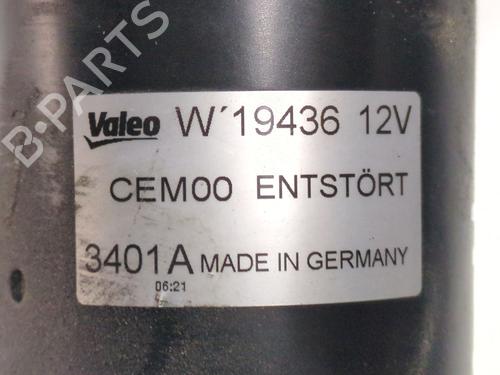 B-PARTS
Valeo W´19436 12V
CEM00 ENTSTÖRT
3401A MADE IN GERMANY
06:21